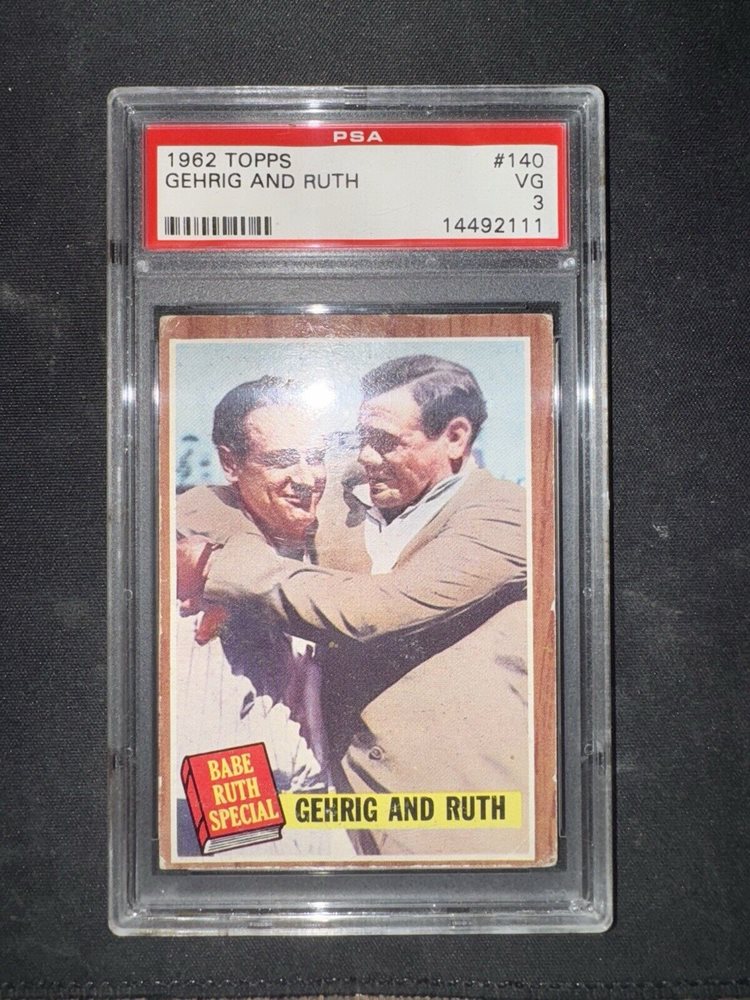 PSA
1962 TOPPS #140
GEHRIG AND RUTH VG
3
14492111
BABE
RUTH
SPECIAL
GEHRIG AND RUTH